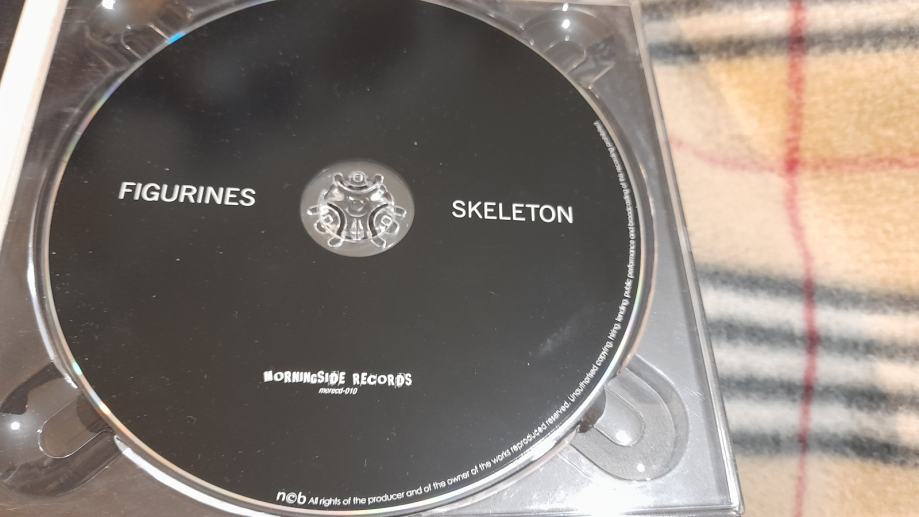 FIGURINES
SKELETON
MORNINGSIDE RECORDS
morecd-010
n©b All rights of the producer and of the owner of the works reproduced reserved. Unauthorised copying, hiring, lending, public performance and broadcasting of this recording prohibited.